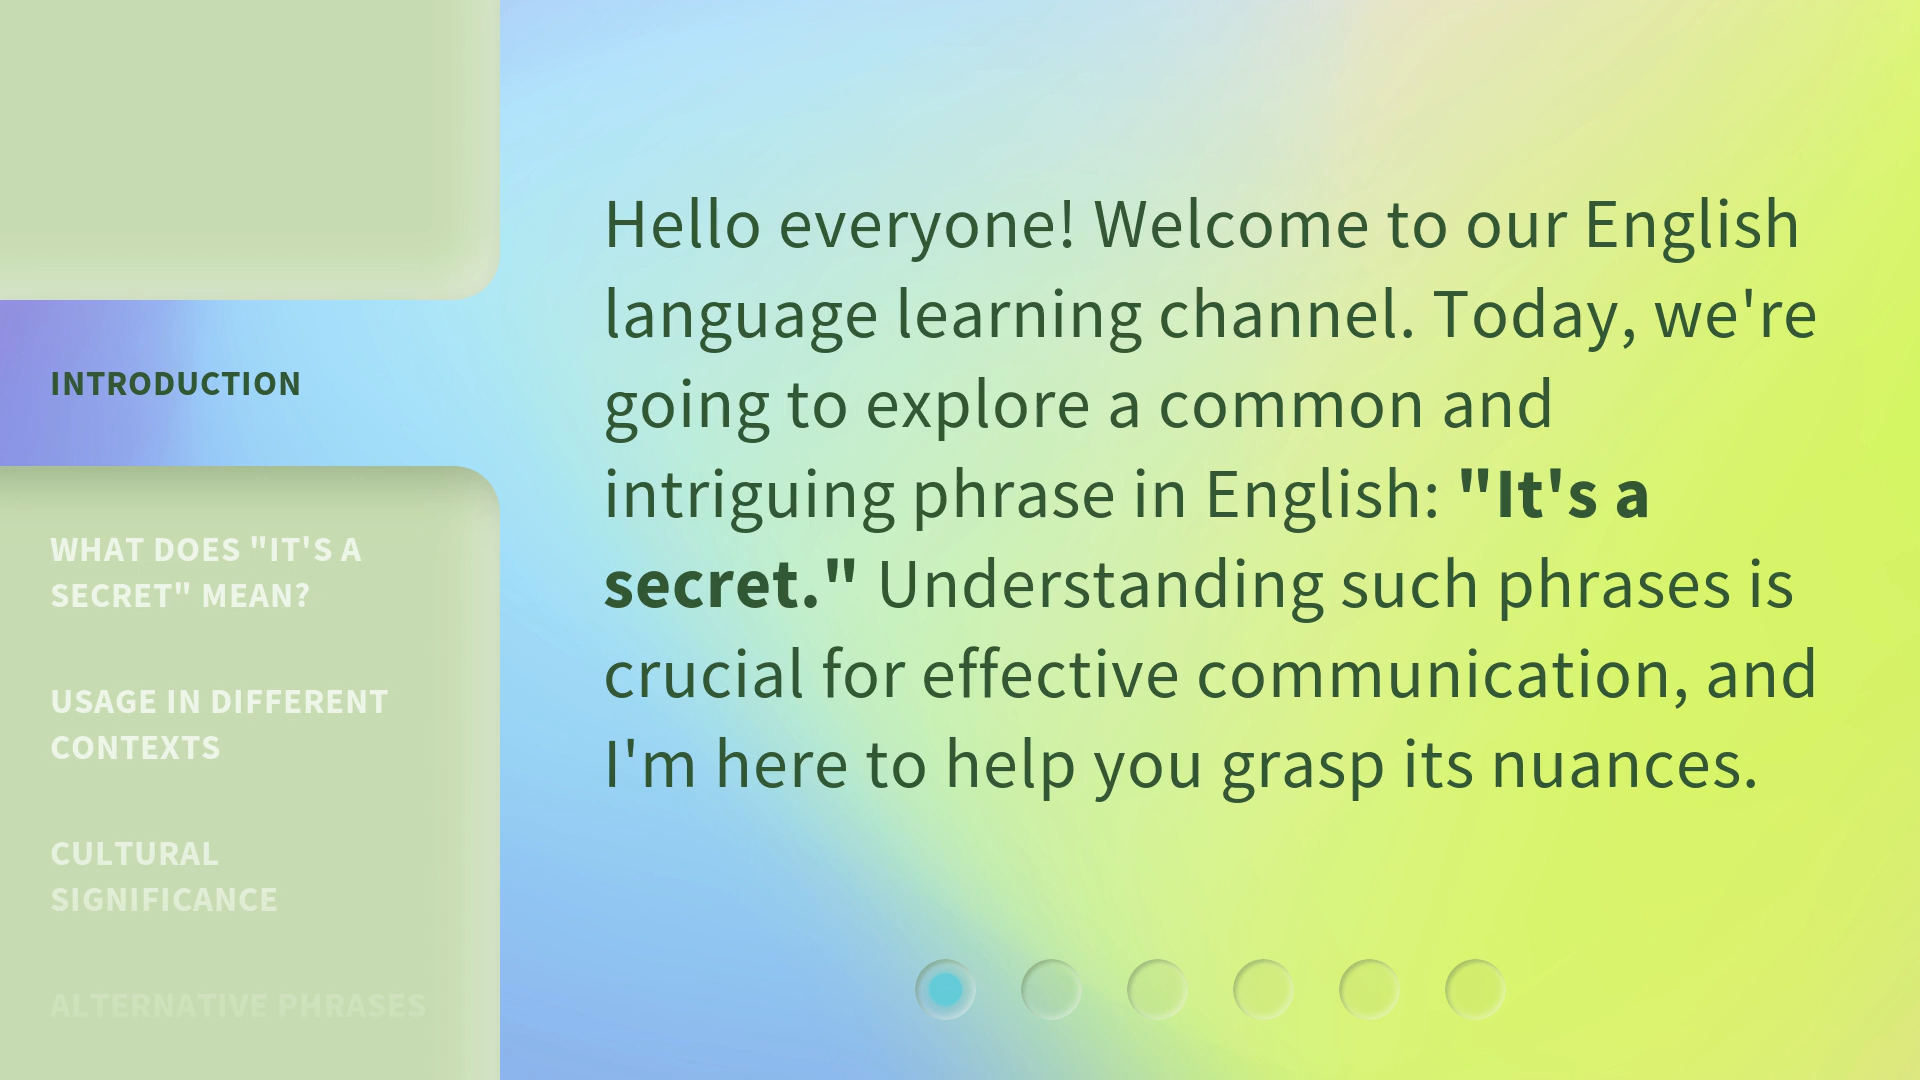 INTRODUCTION
WHAT DOES "IT'S A
SECRET" MEAN?
USAGE IN DIFFERENT
CONTEXTS
CULTURAL
SIGNIFICANCE
ALTERNATIVE PHRASES
Hello everyone! Welcome to our English
language learning channel. Today, we're
going to explore a common and
intriguing phrase in English: "It's a
secret." Understanding such phrases is
crucial for effective communication, and
I'm here to help you grasp its nuances.